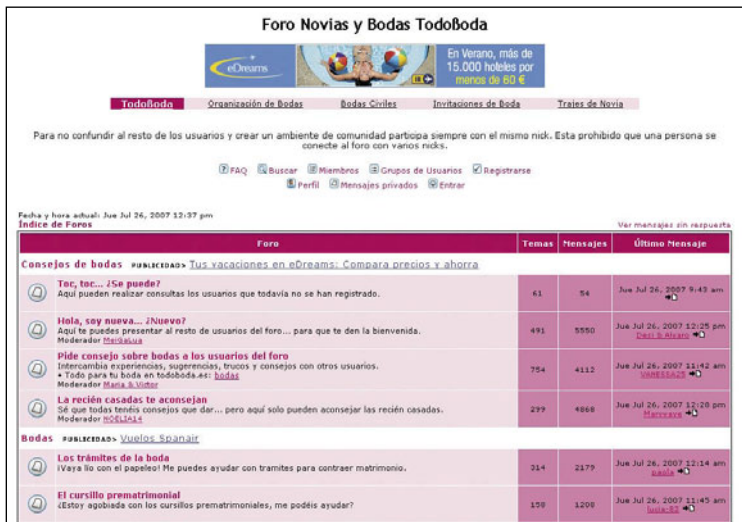 Foro Novias y Bodas TodoBoda
eDreams
En Verano, más de
15.000 hoteles por
menos de 60 €
TodoBoda Organización de Bodas Bodas Civiles Invitaciones de Boda Trajes de Novia
Para no confundir al resto de los usuarios y crear un ambiente de comunidad participa siempre con el mismo nick. Esta prohibido que una persona se
conecte al foro con varios nicks.
FAQ Buscar Miembros Grupos de Usuarios Registrarse
Perfil Mensajes privados Entrar
Fecha y hora actual: Jue Jul 26, 2007 12:37 pm
Índice de Foros Ver mensajes sin respuesta
Foro Temas Mensajes Último Mensaje
Consejos de bodas PUBLICIDAD> Tus vacaciones en eDreams: Compara precios y ahorra
Toc, toc... ¿Se puede?
Aquí pueden realizar consultas los usuarios que todavía no se han registrado.
61 54 Jue Jul 26, 2007 9:43 am
Hola, soy nueva... ¿Nuevo?
Aquí te puedes presentar al resto de usuarios del foro... para que te den la bienvenida.
Moderador MerGaLua
491 5550 Jue Jul 26, 2007 12:25 pm
Desi & Alvaro
Pide consejo sobre bodas a los usuarios del foro
Intercambia experiencias, sugerencias, trucos y consejos con otros usuarios.
• Todo para tu boda en todoboda.es: bodas
Moderador Maria & Victor
754 4112 Jue Jul 26, 2007 11:42 am
VANESSA25
La recién casadas te aconsejan
Sé que todas tenéis consejos que dar... pero aquí solo pueden aconsejar las recién casadas.
Moderador NOELIA14
299 4868 Jue Jul 26, 2007 12:20 pm
Bodas PUBLICIDAD> Vuelos Spanair
Los trámites de la boda
¡Vaya lío con el papeleo! Me puedes ayudar con tramites para contraer matrimonio.
314 2179 Jue Jul 26, 2007 12:14 am
paola
El cursillo prematrimonial
¿Estoy agobiada con los cursillos prematrimoniales, me podéis ayudar?
150 1200 Jue Jul 26, 2007 11:45 am
lucia-82